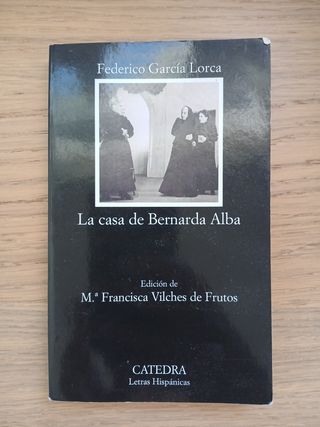 Federico García Lorca
La casa de Bernarda Alba
Edición de
M.ª Francisca Vilches de Frutos
CATEDRA
Letras Hispánicas